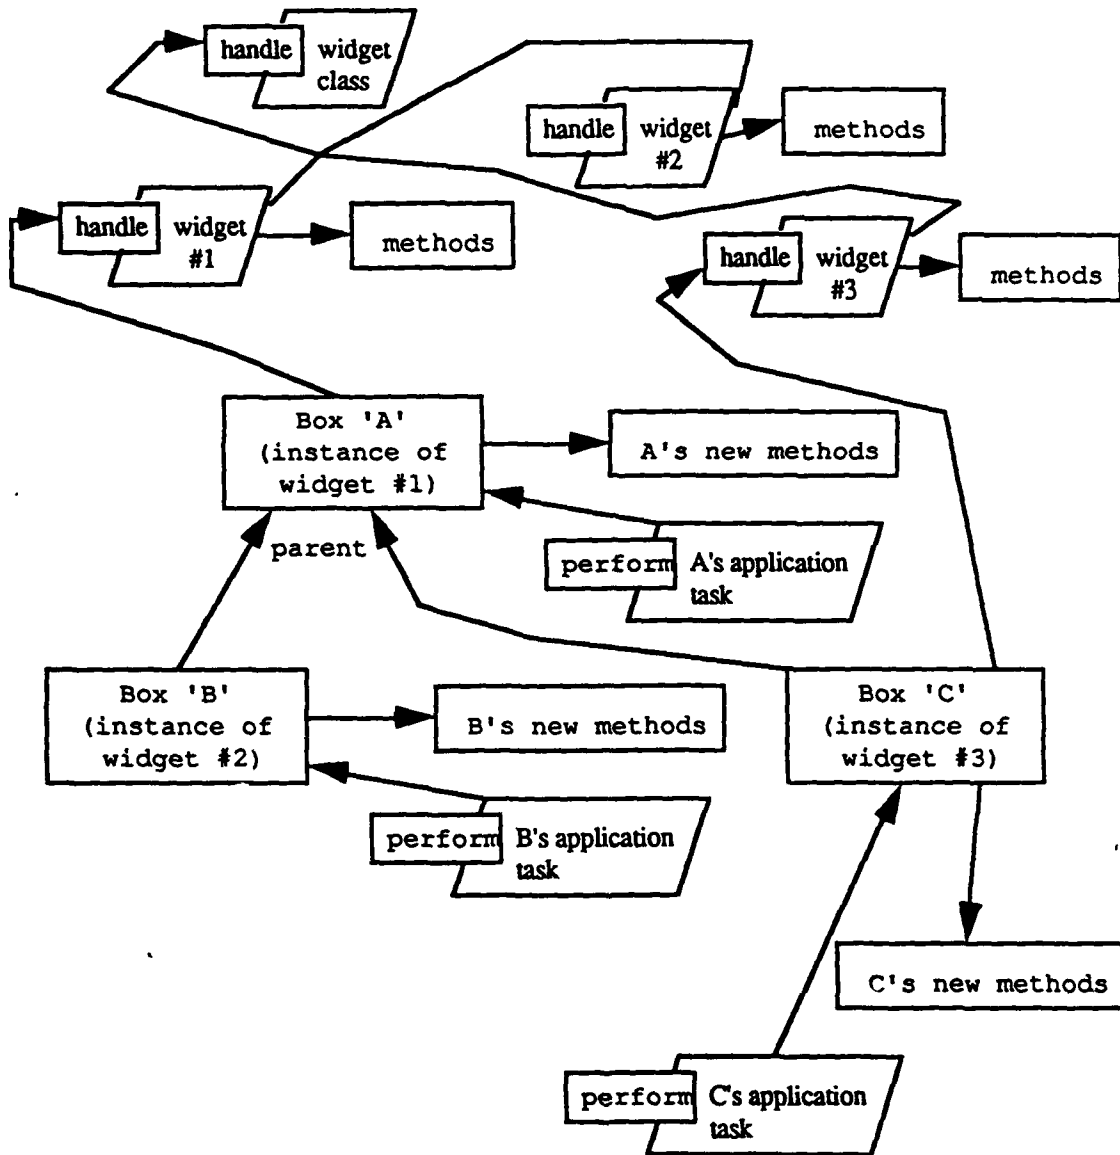 handle
widget
class
handle
widget
#2
methods
handle
widget
#1
methods
handle
widget
#3
methods
Box 'A'
(instance of
widget #1)
A's new methods
parent
perform
A's application
task
Box 'B'
(instance of
widget #2)
B's new methods
Box 'C'
(instance of
widget #3)
perform
B's application
task
C's new methods
perform
C's application
task